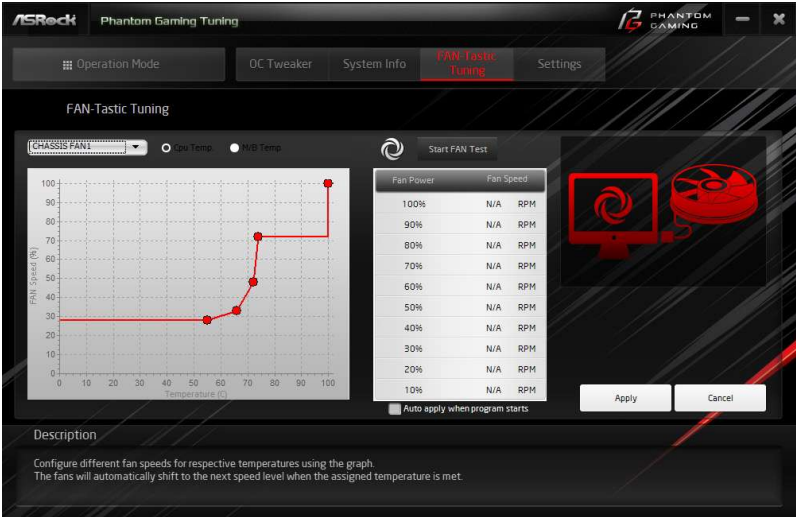 ASRock
Phantom Gaming Tuning
PHANTOM
GAMING
Operation Mode
OC Tweaker
System Info
FAN-Tastic
Tuning
Settings
FAN-Tastic Tuning
CHASSIS FAN1
Cpu Temp.
M/B Temp.
Start FAN Test
FAN Speed (%)
100
90
80
70
60
50
40
30
20
10
0
0 10 20 30 40 50 60 70 80 90 100
Temperature (C)
Fan Power Fan Speed
100% N/A RPM
90% N/A RPM
80% N/A RPM
70% N/A RPM
60% N/A RPM
50% N/A RPM
40% N/A RPM
30% N/A RPM
20% N/A RPM
10% N/A RPM
Auto apply when program starts
Apply
Cancel
Description
Configure different fan speeds for respective temperatures using the graph.
The fans will automatically shift to the next speed level when the assigned temperature is met.